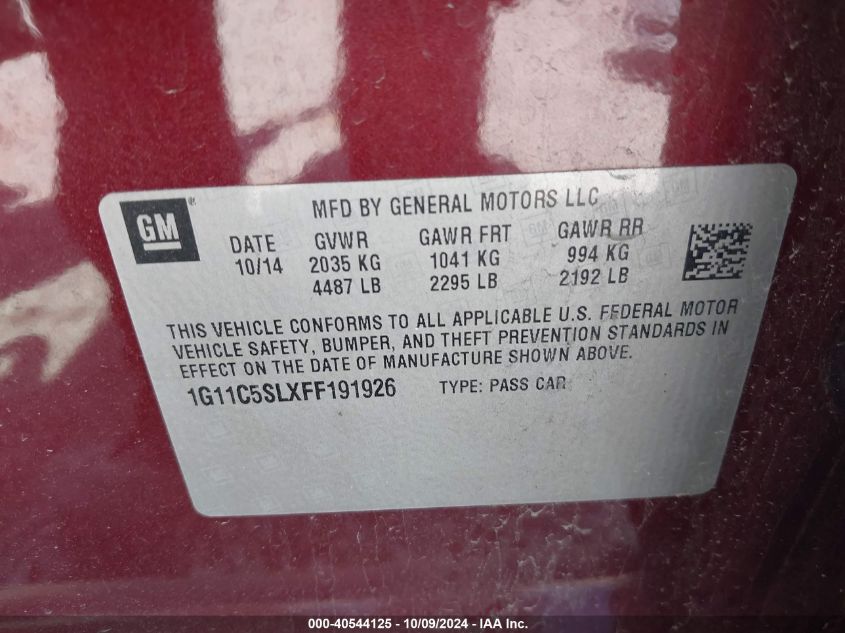 GM ®
MFD BY GENERAL MOTORS LLC
DATE GVWR GAWR FRT GAWR RR
10/14 2035 KG 1041 KG 994 KG
4487 LB 2295 LB 2192 LB
THIS VEHICLE CONFORMS TO ALL APPLICABLE U.S. FEDERAL MOTOR
VEHICLE SAFETY, BUMPER, AND THEFT PREVENTION STANDARDS IN
EFFECT ON THE DATE OF MANUFACTURE SHOWN ABOVE.
1G11C5SLXFF191926 TYPE: PASS CAR
000-40544125 - 10/09/2024 - IAA Inc.